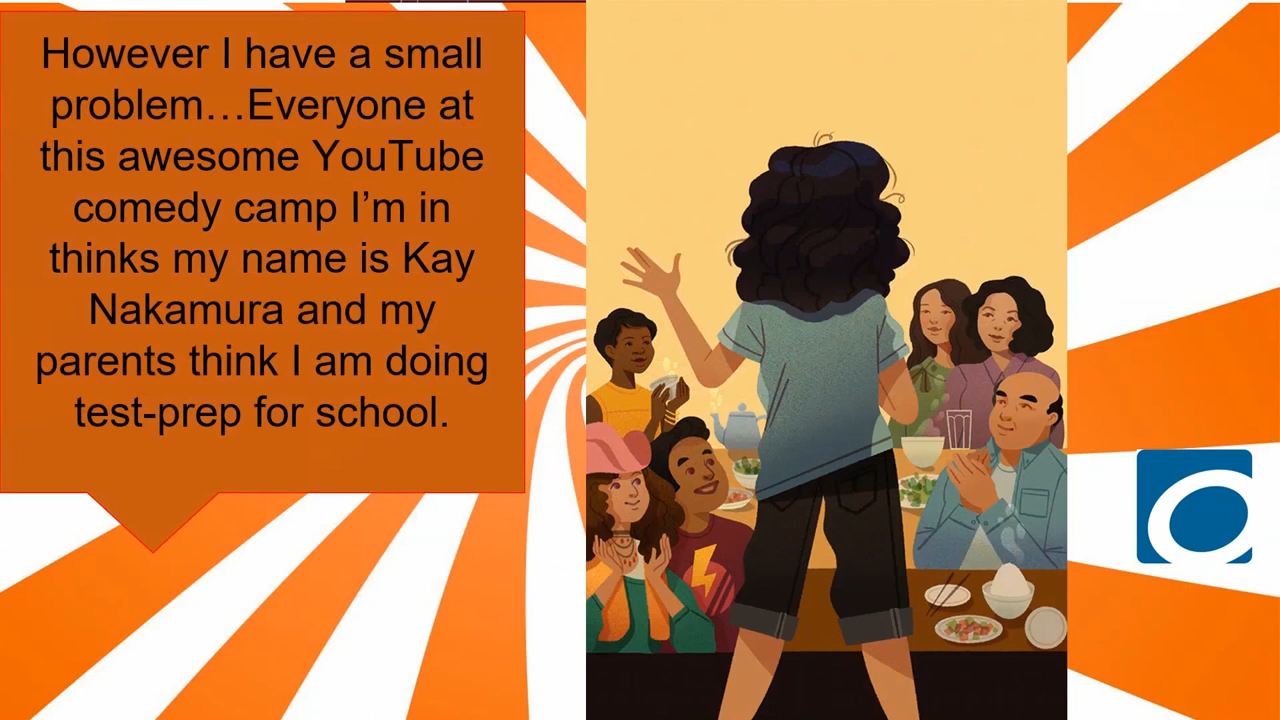 However I have a small
problem…Everyone at
this awesome YouTube
comedy camp I’m in
thinks my name is Kay
Nakamura and my
parents think I am doing
test-prep for school.